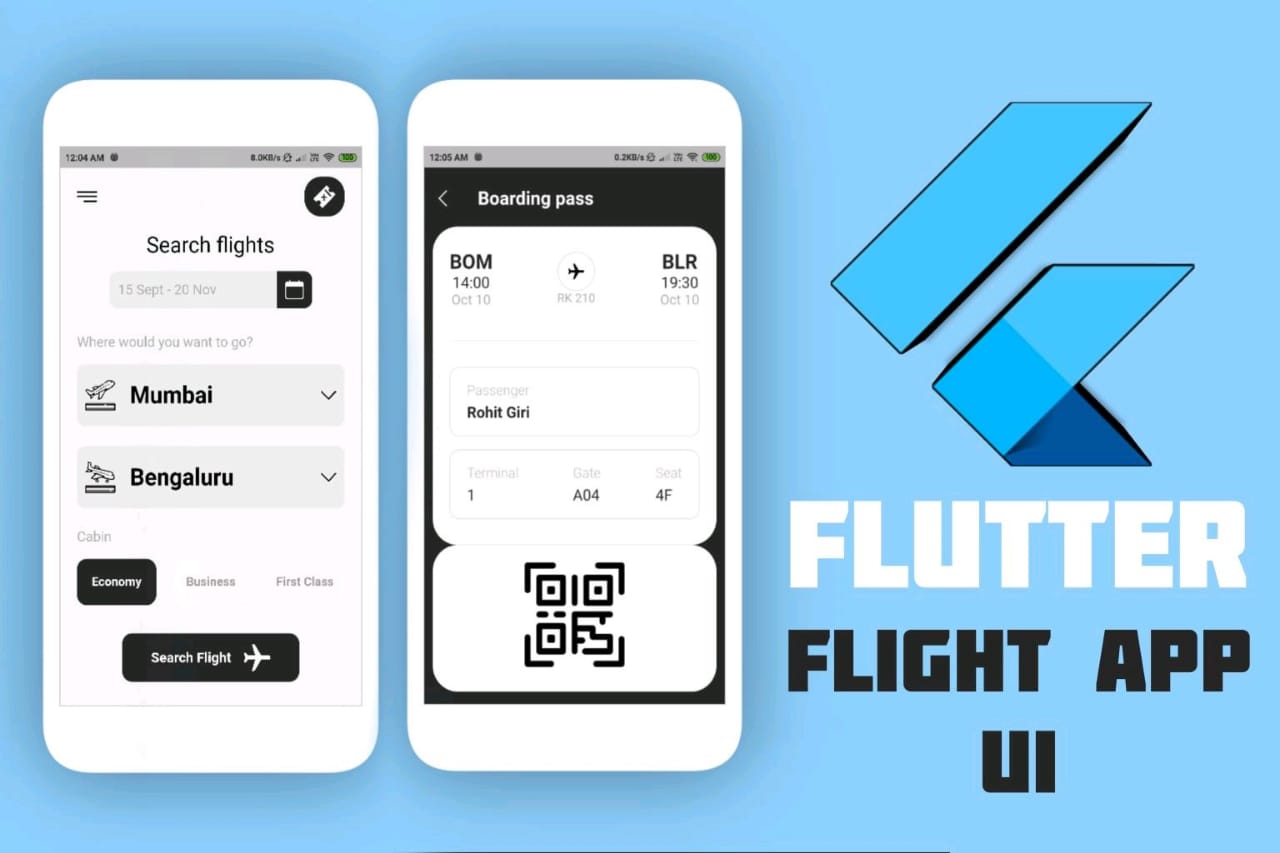 12:04 AM
8.0KB/s
100
Search flights
15 Sept - 20 Nov
Where would you want to go?
Mumbai
Bengaluru
Cabin
Economy Business First Class
Search Flight
12:05 AM
0.2KB/s
100
Boarding pass
BOM BLR
14:00 19:30
Oct 10 RK 210 Oct 10
Passenger
Rohit Giri
Terminal Gate Seat
1 A04 4F
FLUTTER
FLIGHT APP
UI